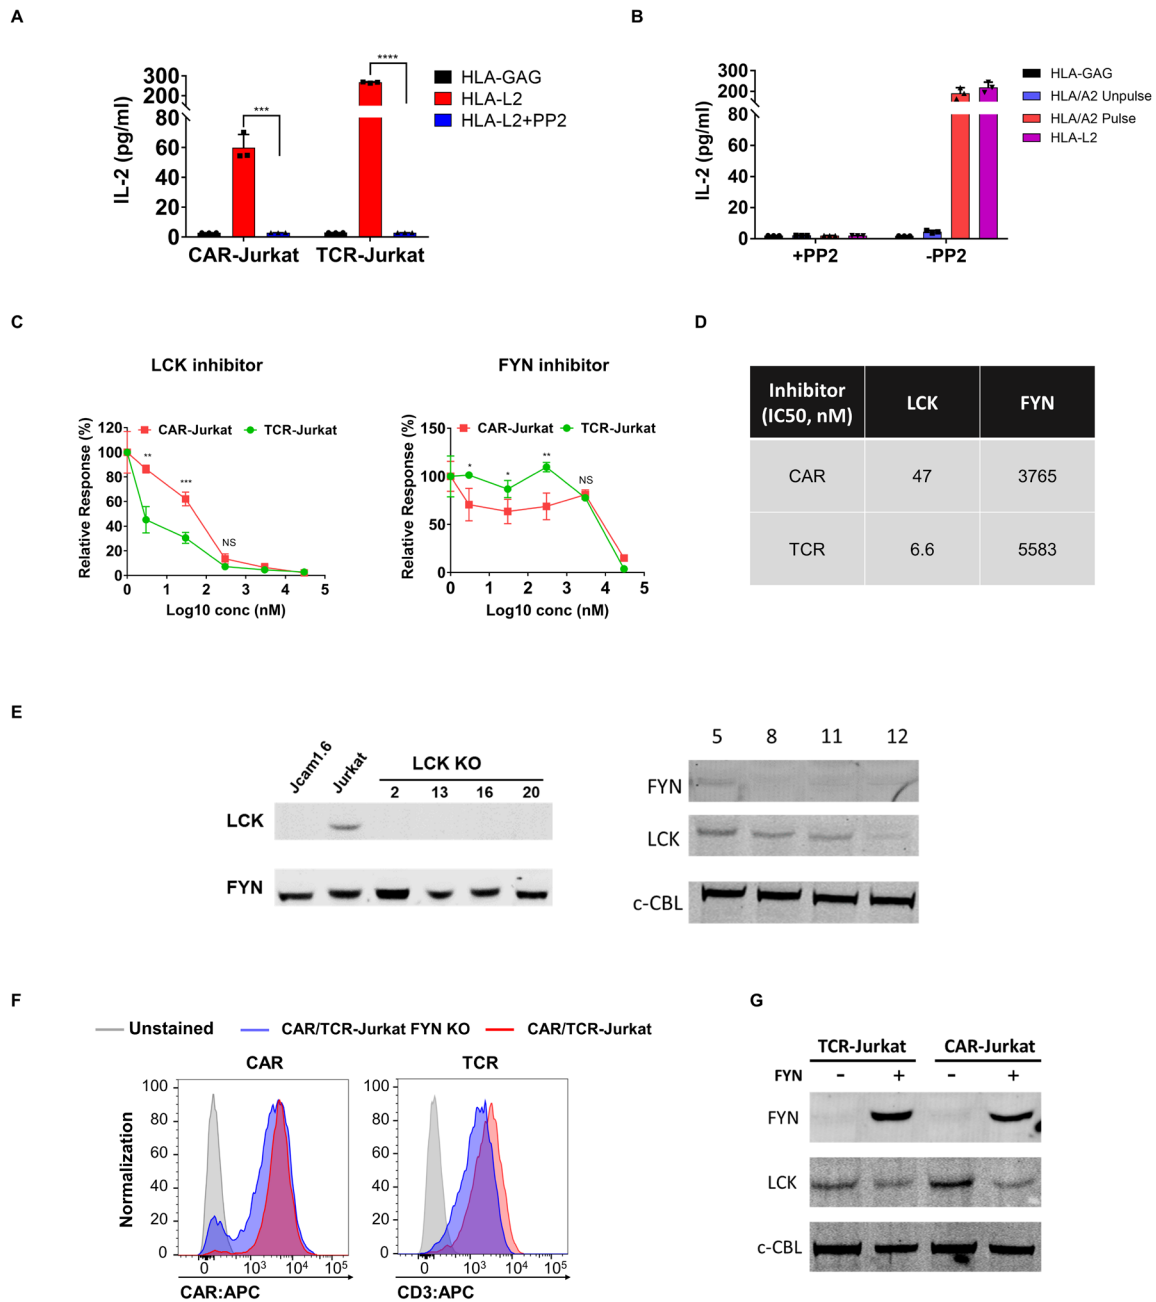 A
B
IL-2 (pg/ml)
300
200
80
60
40
20
0
***
****
CAR-Jurkat
TCR-Jurkat
HLA-GAG
HLA-L2
HLA-L2+PP2
IL-2 (pg/ml)
300
200
80
60
40
20
0
+PP2
-PP2
HLA-GAG
HLA/A2 Unpulse
HLA/A2 Pulse
HLA-L2
C
D
LCK inhibitor
Relative Response (%)
120
100
80
60
40
20
0
CAR-Jurkat
TCR-Jurkat
**
***
NS
0 1 2 3 4 5
Log10 conc (nM)
FYN inhibitor
Relative Response (%)
150
100
50
0
CAR-Jurkat
TCR-Jurkat
* * ** NS
0 1 2 3 4 5
Log10 conc (nM)
Inhibitor (IC50, nM) LCK FYN
CAR 47 3765
TCR 6.6 5583
E
Jcam1.6
Jurkat
LCK KO
2 13 16 20
LCK
FYN
5 8 11 12
FYN
LCK
c-CBL
F
G
Unstained
CAR/TCR-Jurkat FYN KO
CAR/TCR-Jurkat
CAR
TCR
Normalization
100
80
60
40
20
0
0 10³ 10⁴ 10⁵
CAR:APC
100
80
60
40
20
0
0 10³ 10⁴ 10⁵
CD3:APC
TCR-Jurkat CAR-Jurkat
FYN - + - +
FYN
LCK
c-CBL